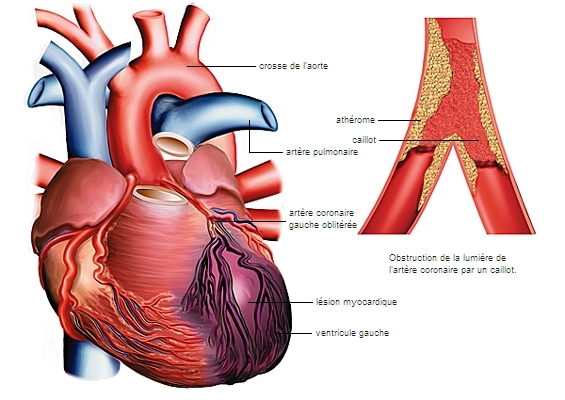 crosse de l'aorte
artère pulmonaire
artère coronaire
gauche oblitérée
lésion myocardique
ventricule gauche
athérome
caillot
Obstruction de la lumière de
l'artère coronaire par un caillot.